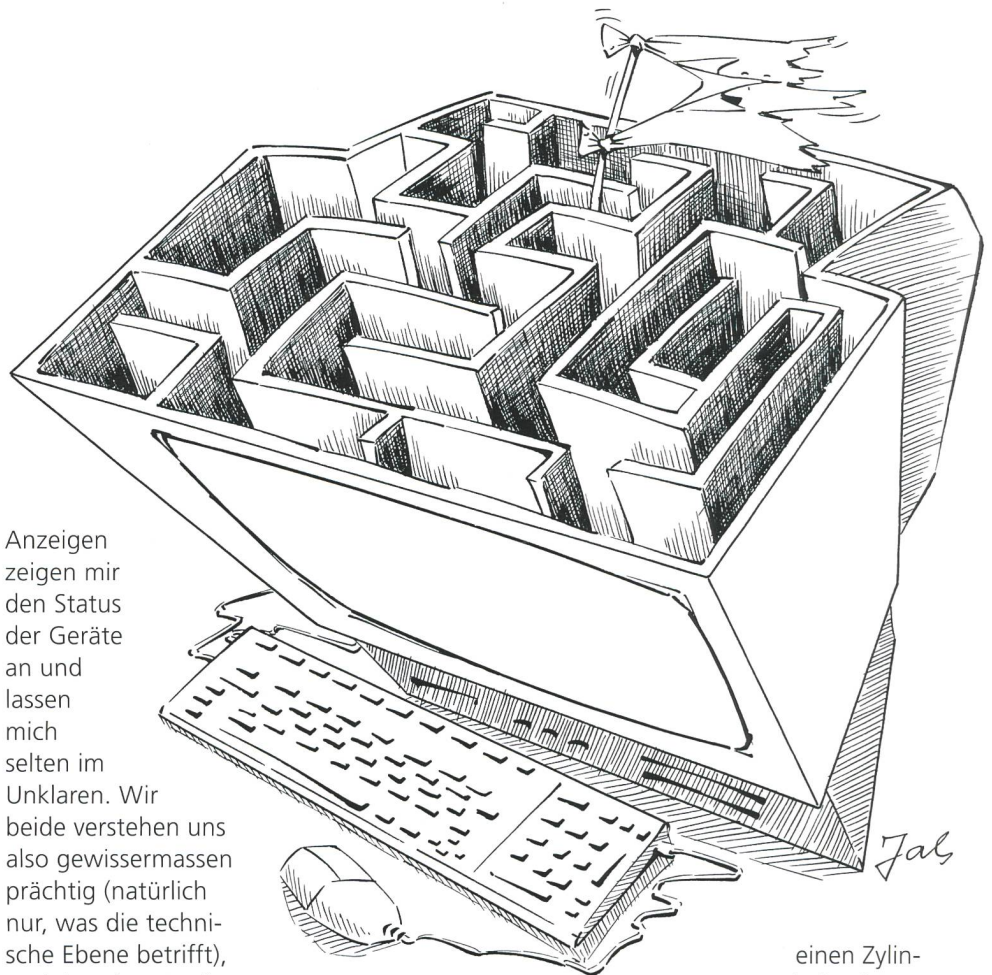 Anzeigen
zeigen mir
den Status
der Geräte
an und
lassen
mich
selten im
Unklaren. Wir
beide verstehen uns
also gewissermassen
prächtig (natürlich
nur, was die techni-
sche Ebene betrifft),
einen Zylin-
Jals